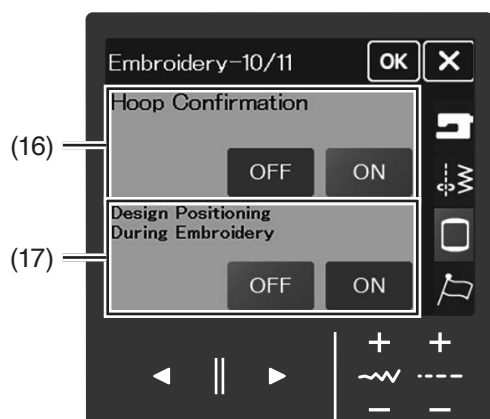 Embroidery-10/11
OK
Hoop Confirmation
(16)
OFF ON
Design Positioning
During Embroidery
(17)
OFF ON